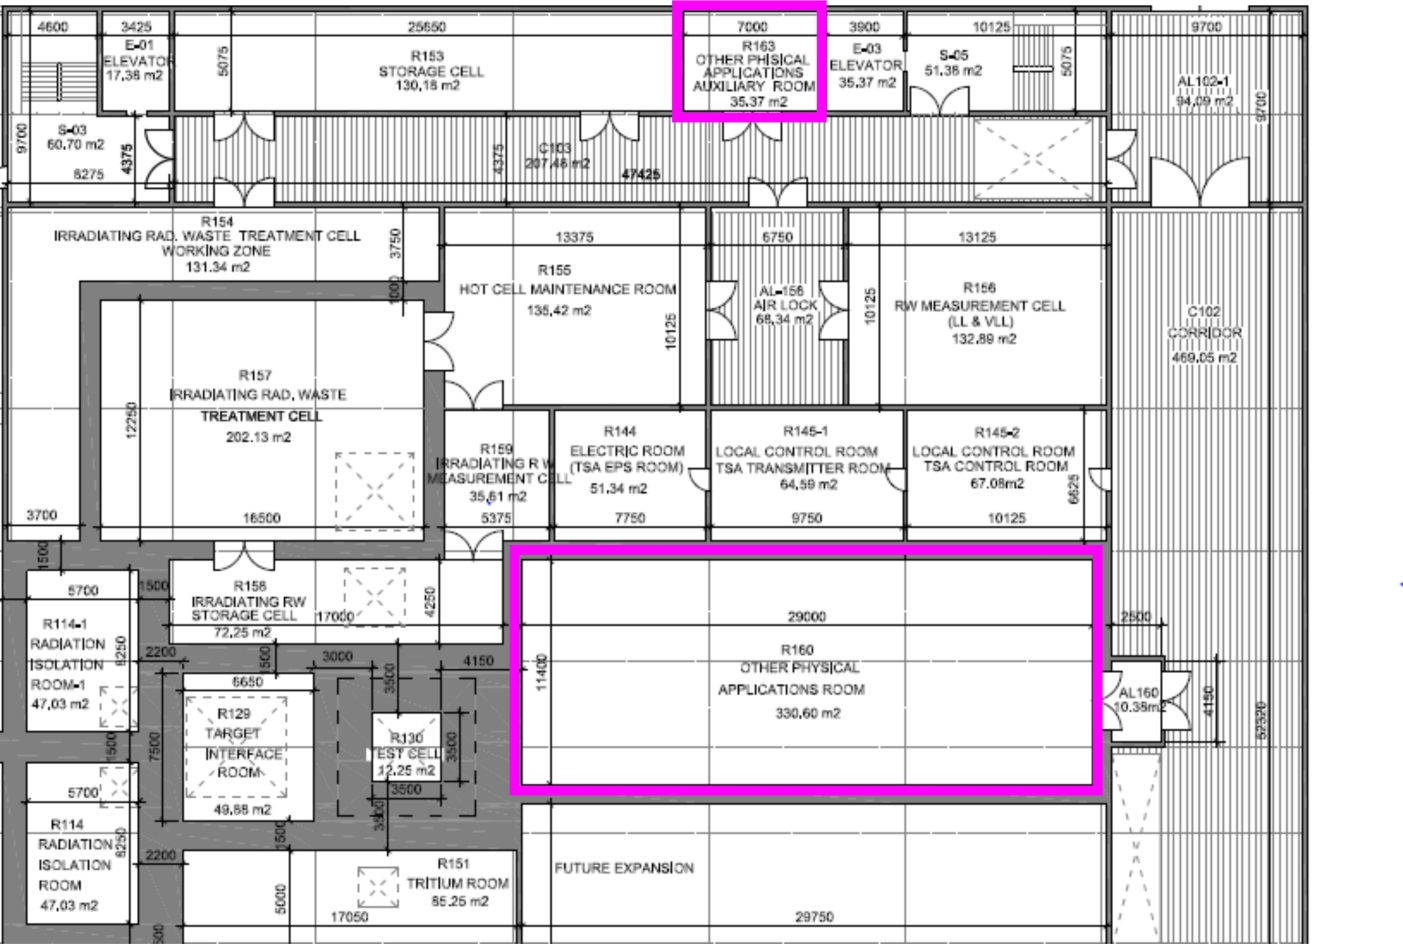 4600
3425
25650
7000
3900
10125
9700
E-01
ELEVATOR
17,38 m2
5075
R153
STORAGE CELL
130,18 m2
R163
OTHER PHISICAL
APPLICATIONS
AUXILIARY ROOM
35.37 m2
E-03
ELEVATOR
35.37 m2
S-05
51.38 m2
5075
AL102-1
94,09 m2
9700
S-03
60,70 m2
9700
4375
6275
4375
C103
207.48 m2
47425
R154
IRRADIATING RAD. WASTE TREATMENT CELL
WORKING ZONE
131.34 m2
3750
1000
13375
6750
13125
R155
HOT CELL MAINTENANCE ROOM
135,42 m2
10125
AL-156
AIR LOCK
68,34 m2
10125
R156
RW MEASUREMENT CELL
(LL & VLL)
132.89 m2
C102
CORRIDOR
469.05 m2
R157
IRRADIATING RAD, WASTE
TREATMENT CELL
202.13 m2
12250
3700
16500
R159
IRRADIATING R W
MEASUREMENT CELL
35,61 m2
5375
R144
ELECTRIC ROOM
(TSA EPS ROOM)
51.34 m2
7750
R145-1
LOCAL CONTROL ROOM
TSA TRANSMITTER ROOM
64,59 m2
9750
R145-2
LOCAL CONTROL ROOM
TSA CONTROL ROOM
67.08m2
6625
10125
1500
5700
1500
R158
IRRADIATING RW
STORAGE CELL
17000
72.25 m2
4250
R114-1
RADIATION
ISOLATION
ROOM-1
47,03 m2
8250
2200
1500
3000
3500
4150
29000
11400
R160
OTHER PHYSICAL
APPLICATIONS ROOM
330.60 m2
2500
AL160
10.38m2
4150
52320
6650
R129
TARGET
INTERFACE
ROOM
49.88 m2
7500
1500
R130
TEST CELL
12.25 m2
3500
3500
3500
5700
R114
RADIATION
ISOLATION
ROOM
47,03 m2
8250
2200
1500
5000
R151
TRITIUM ROOM
85.25 m2
17050
FUTURE EXPANSION
29750